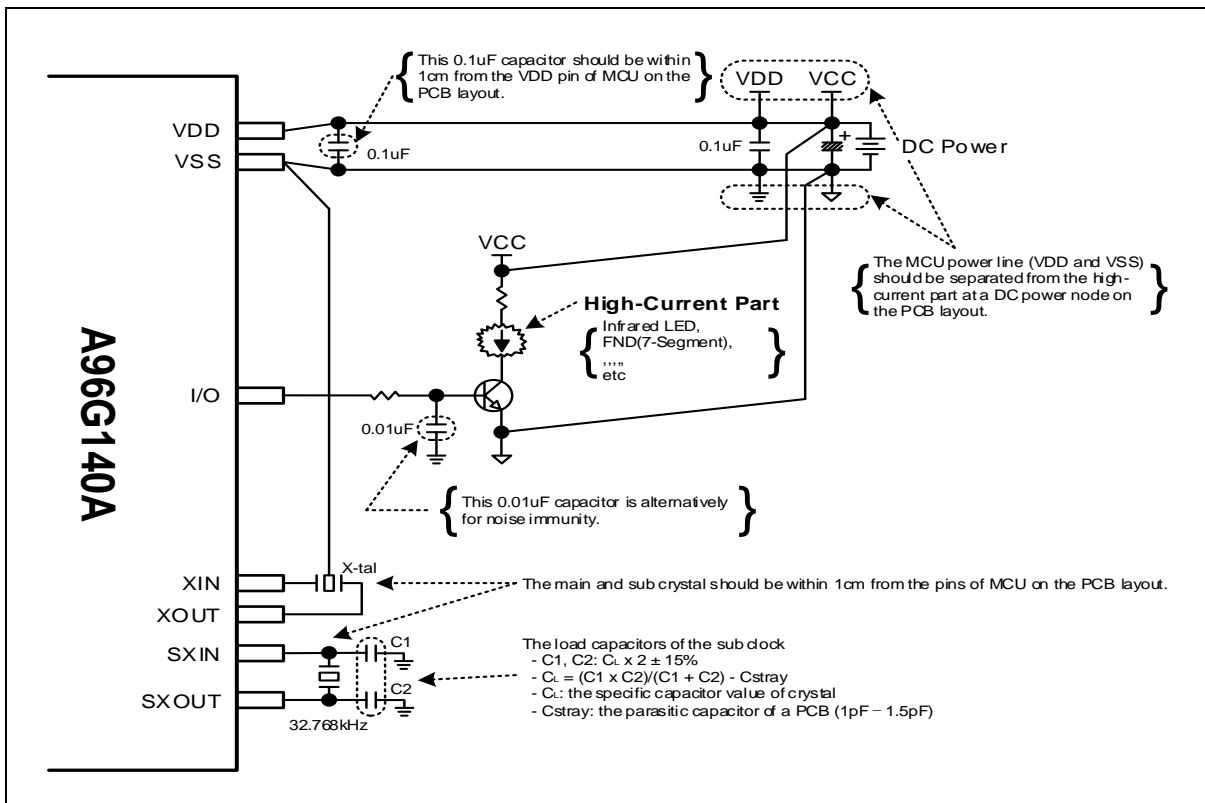 This 0.1uF capacitor should be within
1cm from the VDD pin of MCU on the
PCB layout.
VDD
VCC
VDD
VSS
0.1uF
0.1uF
+
DC Power
VCC
The MCU power line (VDD and VSS)
should be separated from the high-
current part at a DC power node on
the PCB layout.
High-Current Part
Infrared LED,
FND(7-Segment),
,,,,,
etc
A96G140A
I/O
0.01uF
This 0.01uF capacitor is alternatively
for noise immunity.
XIN
X-tal
The main and sub crystal should be within 1cm from the pins of MCU on the PCB layout.
XOUT
SXIN
C1
The load capacitors of the sub clock
- C1, C2: CL x 2 ± 15%
- CL = (C1 x C2)/(C1 + C2) - Cstray
- CL: the specific capacitor value of crystal
- Cstray: the parasitic capacitor of a PCB (1pF – 1.5pF)
SXOUT
C2
32.768kHz